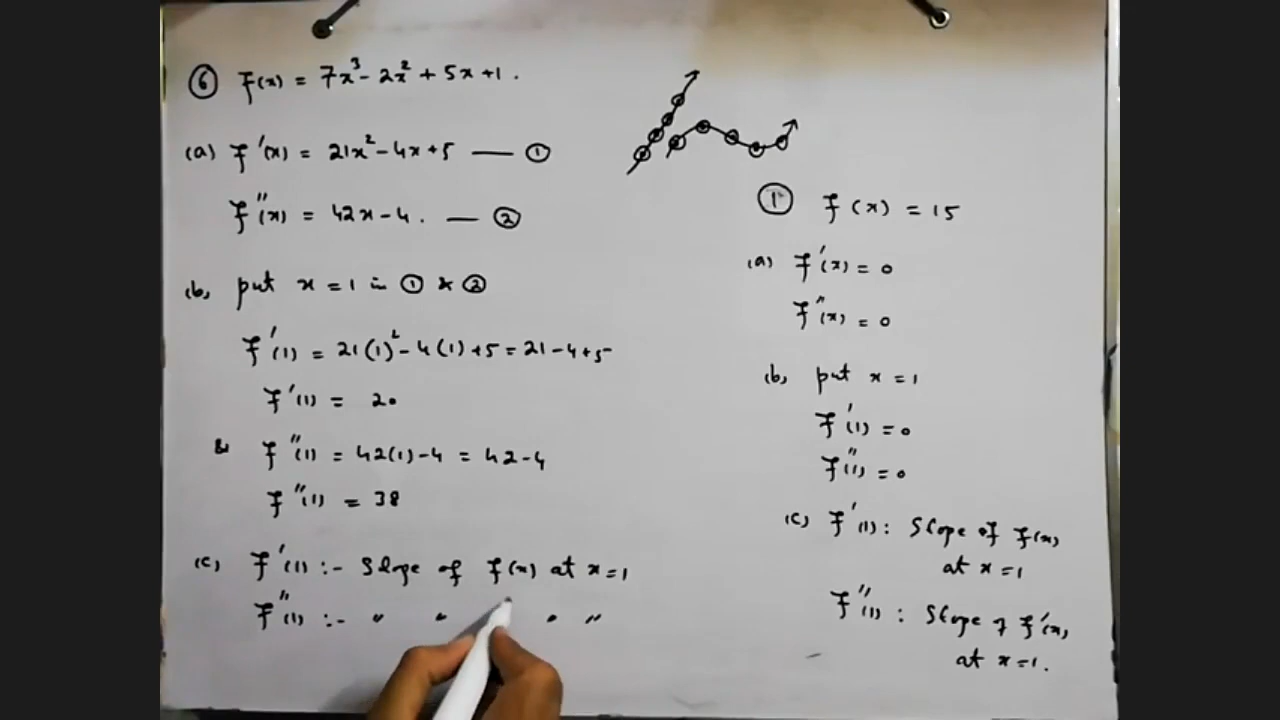 ⑥ f(x) = 7x³ - 2x² + 5x + 1 .
(a) f'(x) = 21x² - 4x + 5 —— ①
f''(x) = 42x - 4 . —— ②
(b) put x = 1 in ① & ②
f'(1) = 21(1)² - 4(1) + 5 = 21 - 4 + 5
f'(1) = 20
& f''(1) = 42(1) - 4 = 42 - 4
f''(1) = 38
(c) f'(1) :- Slope of f(x) at x = 1
f''(1) :- " " " "
① f(x) = 15
(a) f'(x) = 0
f''(x) = 0
(b) put x = 1
f'(1) = 0
f''(1) = 0
(c) f'(1) : Slope of f(x)
at x = 1
f''(1) : Slope of f'(x)
at x = 1.